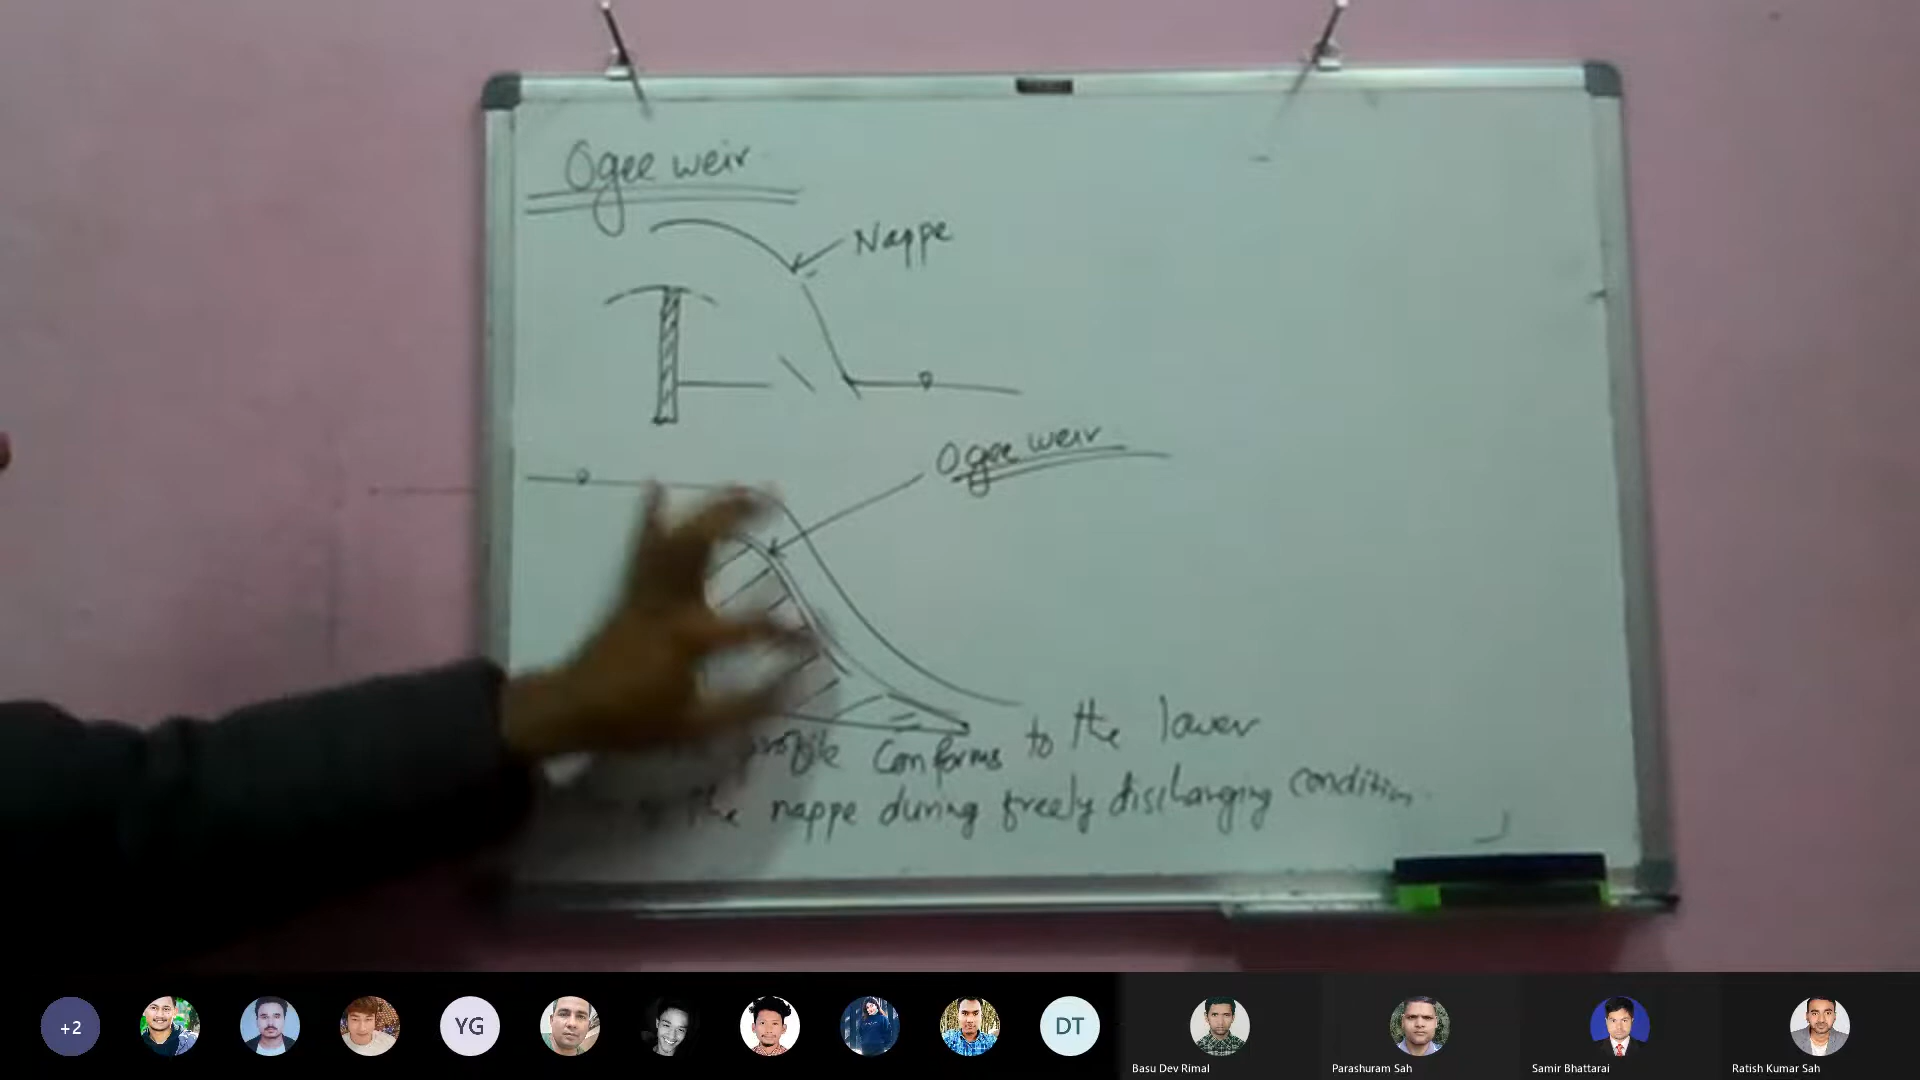 Ogee weir
Nappe
Ogee weir
profile conforms to the lower
the nappe during freely discharging condition
+2
YG
DT
Basu Dev Rimal
Parashuram Sah
Samir Bhattarai
Ratish Kumar Sah